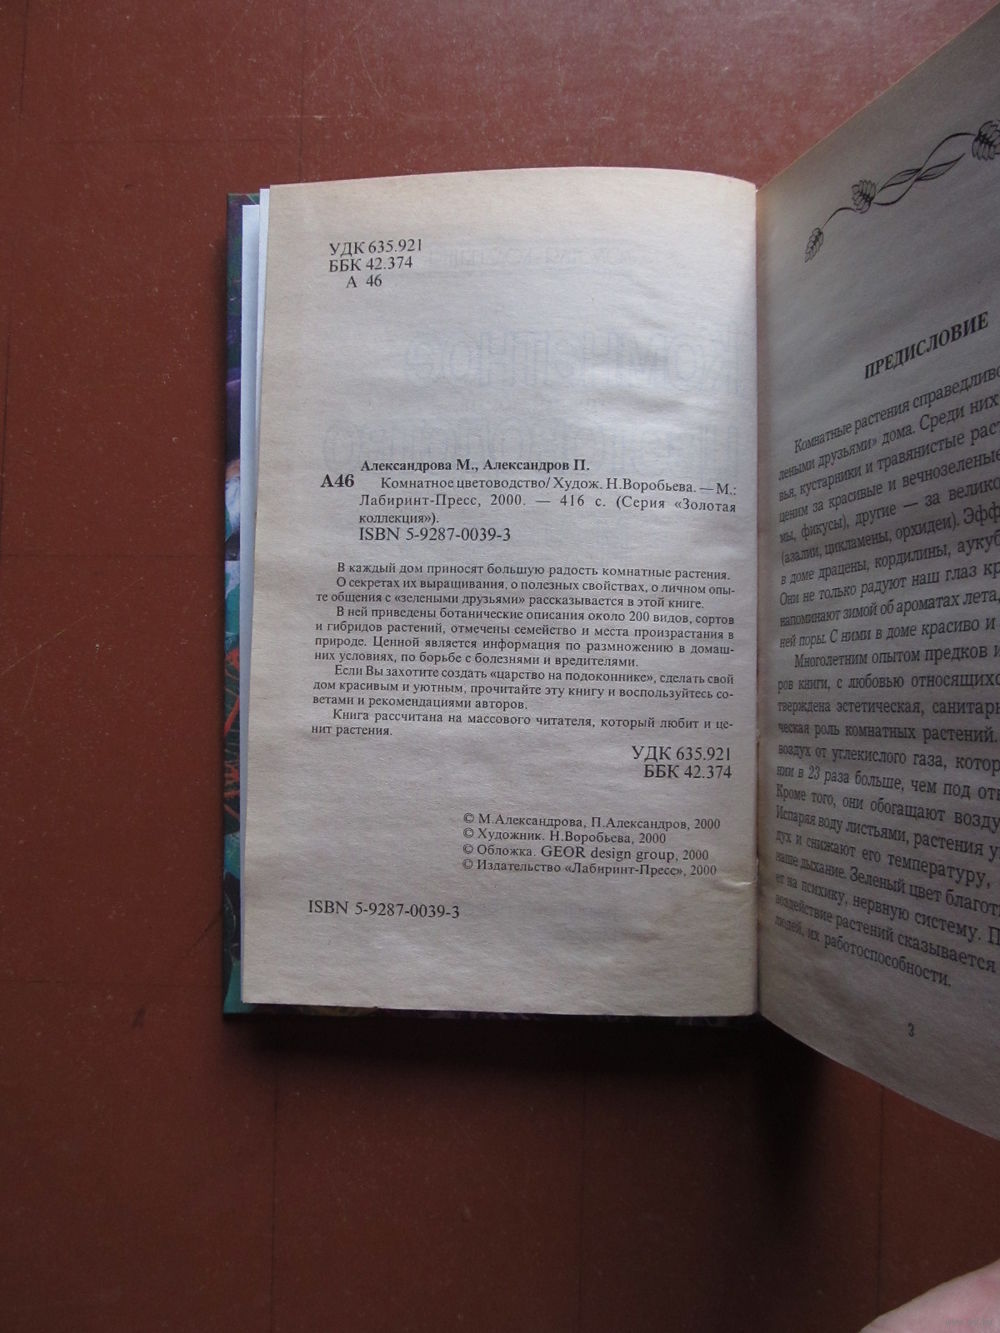 УДК 635.921
ББК 42.374
А 46
Александрова М., Александров П.
А46 Комнатное цветоводство/ Худож. Н.Воробьева. — М.:
Лабиринт-Пресс, 2000. — 416 с. (Серия «Золотая
коллекция»).
ISBN 5-9287-0039-3
В каждый дом приносят большую радость комнатные растения.
О секретах их выращивания, о полезных свойствах, о личном опы-
те общения с «зелеными друзьями» рассказывается в этой книге.
В ней приведены ботанические описания около 200 видов, сортов
и гибридов растений, отмечены семейство и места произрастания в
природе. Ценной является информация по размножению в домаш-
них условиях, по борьбе с болезнями и вредителями.
Если Вы захотите создать «царство на подоконнике», сделать свой
дом красивым и уютным, прочитайте эту книгу и воспользуйтесь со-
ветами и рекомендациями авторов.
Книга рассчитана на массового читателя, который любит и це-
нит растения.
УДК 635.921
ББК 42.374
© М.Александрова, П.Александров, 2000
© Художник. Н.Воробьева, 2000
© Обложка. GEOR design group, 2000
© Издательство «Лабиринт-Пресс», 2000
ISBN 5-9287-0039-3
ПРЕДИСЛОВИЕ
Комнатные растения справедливо
леными друзьями» дома. Среди них
вья, кустарники и травянистые раст
ценим за красивые и вечнозеленые
мы, фикусы), другие — за велико
(азалии, цикламены, орхидеи). Эфф
в доме драцены, кордилины, аукуб
Они не только радуют наш глаз кр
напоминают зимой об ароматах лета,
ней поры. С ними в доме красиво и
Многолетним опытом предков и
ров книги, с любовью относящихс
тверждена эстетическая, санитарн
ческая роль комнатных растений.
воздух от углекислого газа, котор
нии в 23 раза больше, чем под отк
Кроме того, они обогащают возду
Испаряя воду листьями, растения у
дух и снижают его температуру,
наше дыхание. Зеленый цвет благот
ет на психику, нервную систему. П
воздействие растений сказывается
людей, их работоспособности.
3